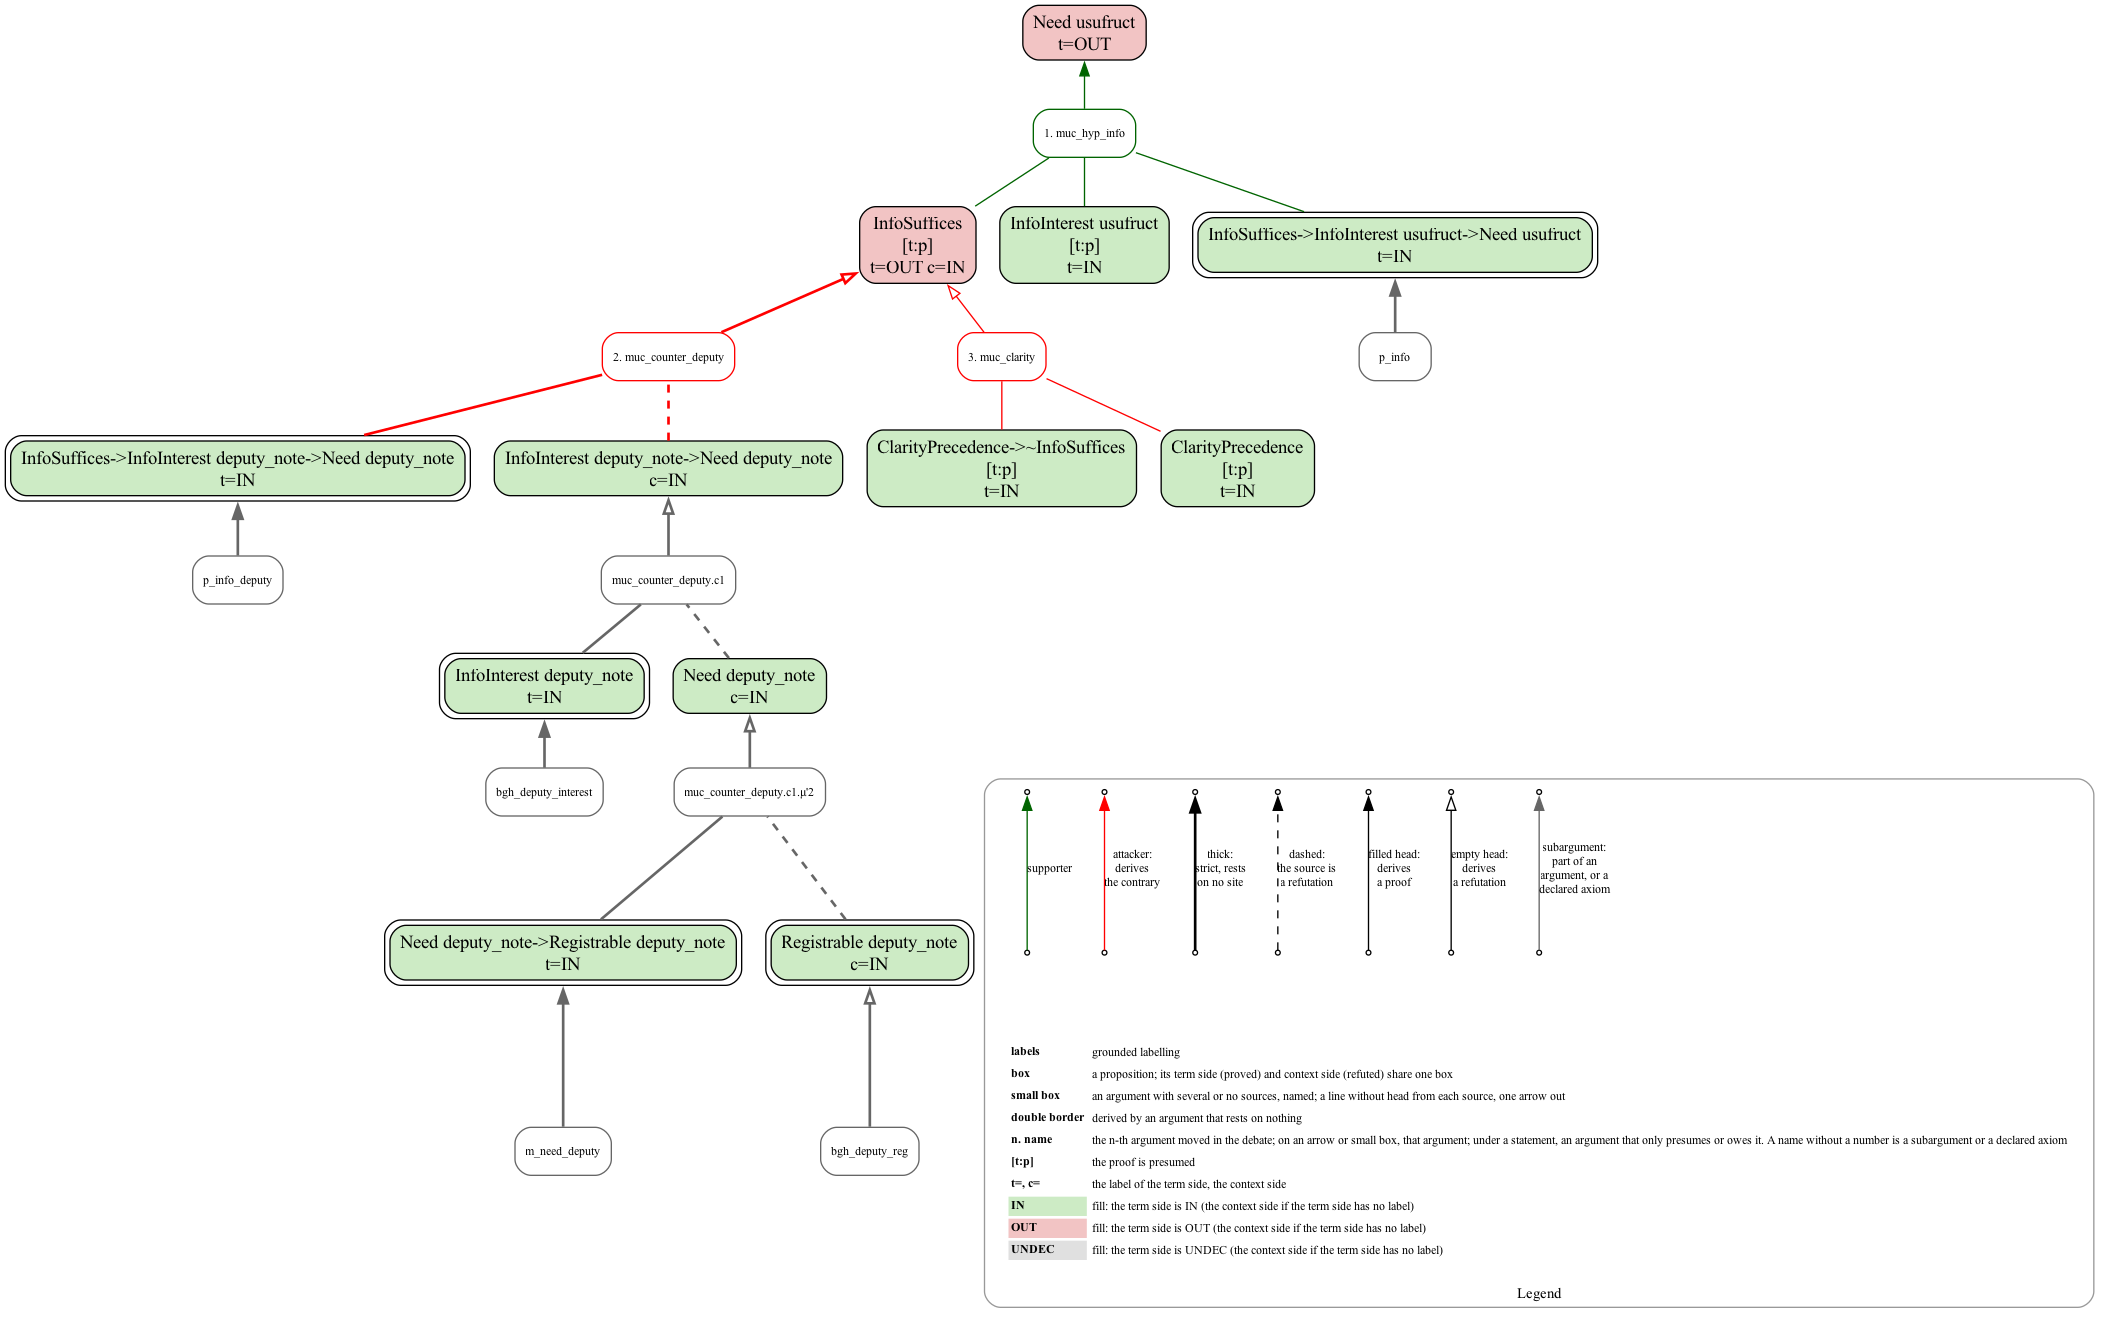 Need usufruct
t=OUT
1. muc_hyp_info
InfoSuffices
[t:p]
t=OUT c=IN
InfoInterest usufruct
[t:p]
t=IN
InfoSuffices->InfoInterest usufruct->Need usufruct
t=IN
2. muc_counter_deputy
3. muc_clarity
p_info
InfoSuffices->InfoInterest deputy_note->Need deputy_note
t=IN
InfoInterest deputy_note->Need deputy_note
c=IN
ClarityPrecedence->~InfoSuffices
[t:p]
t=IN
ClarityPrecedence
[t:p]
t=IN
p_info_deputy
muc_counter_deputy.c1
InfoInterest deputy_note
t=IN
Need deputy_note
c=IN
bgh_deputy_interest
muc_counter_deputy.c1.μ'2
Need deputy_note->Registrable deputy_note
t=IN
Registrable deputy_note
c=IN
m_need_deputy
bgh_deputy_reg
supporter
attacker:
derives
the contrary
thick:
strict, rests
on no site
dashed:
the source is
a refutation
filled head:
derives
a proof
empty head:
derives
a refutation
subargument:
part of an
argument, or a
declared axiom
labels grounded labelling
box a proposition; its term side (proved) and context side (refuted) share one box
small box an argument with several or no sources, named; a line without head from each source, one arrow out
double border derived by an argument that rests on nothing
n. name the n-th argument moved in the debate; on an arrow or small box, that argument; under a statement, an argument that only presumes or owes it. A name without a number is a subargument or a declared axiom
[t:p] the proof is presumed
t=, c= the label of the term side, the context side
IN fill: the term side is IN (the context side if the term side has no label)
OUT fill: the term side is OUT (the context side if the term side has no label)
UNDEC fill: the term side is UNDEC (the context side if the term side has no label)
Legend